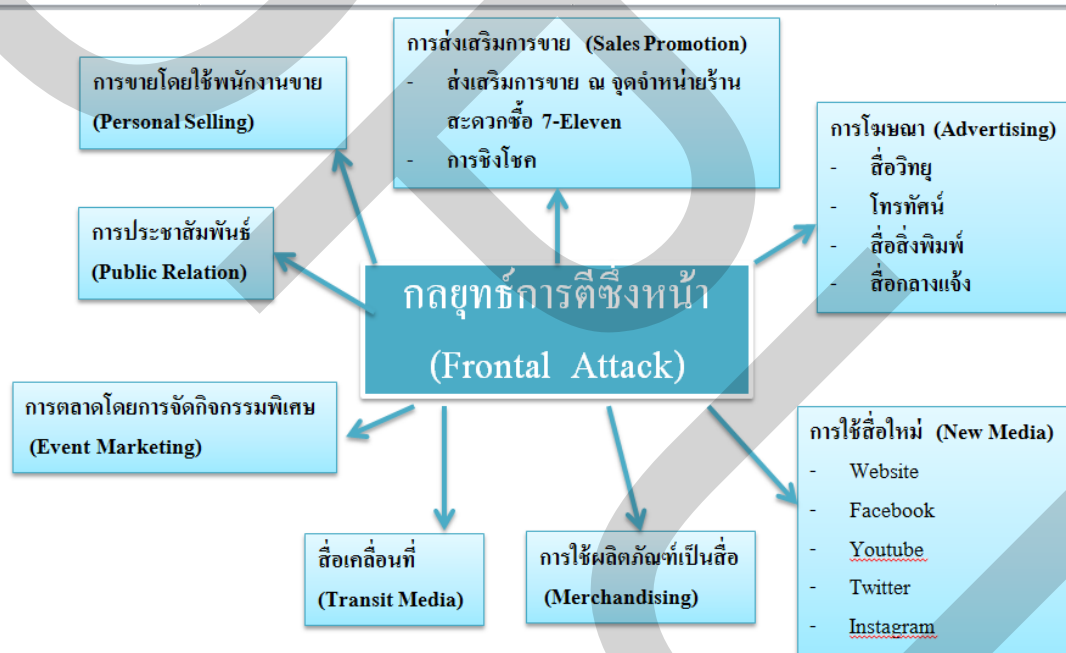 การส่งเสริมการขาย (Sales Promotion)
- ส่งเสริมการขาย ณ จุดจำหน่ายร้าน
สะดวกซื้อ 7-Eleven
- การชิงโชค
การขายโดยใช้พนักงานขาย
(Personal Selling)
การโฆษณา (Advertising)
- สื่อวิทยุ
- โทรทัศน์
- สื่อสิ่งพิมพ์
- สื่อกลางแจ้ง
การประชาสัมพันธ์
(Public Relation)
กลยุทธ์การตีซึ่งหน้า
(Frontal Attack)
การตลาดโดยการจัดกิจกรรมพิเศษ
(Event Marketing)
การใช้สื่อใหม่ (New Media)
- Website
- Facebook
- Youtube
- Twitter
- Instagram
สื่อเคลื่อนที่
(Transit Media)
การใช้ผลิตภัณฑ์เป็นสื่อ
(Merchandising)